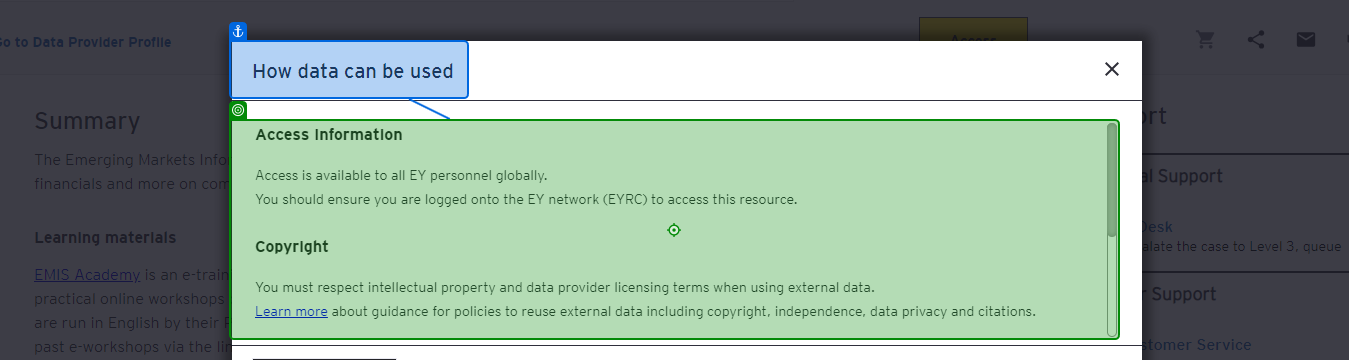 Go to Data Provider Profile
Access
How data can be used
Summary
The Emerging Markets Info
financials and more on com
Learning materials
EMIS Academy is an e-train
practical online workshops
are run in English by their
past e-workshops via the lin
Access Information
Access is available to all EY personnel globally.
You should ensure you are logged onto the EY network (EYRC) to access this resource.
Copyright
You must respect intellectual property and data provider licensing terms when using external data.
Learn more about guidance for policies to reuse external data including copyright, independence, data privacy and citations.
ort
al Support
Desk
alate the case to Level 3, queue
r Support
stomer Service